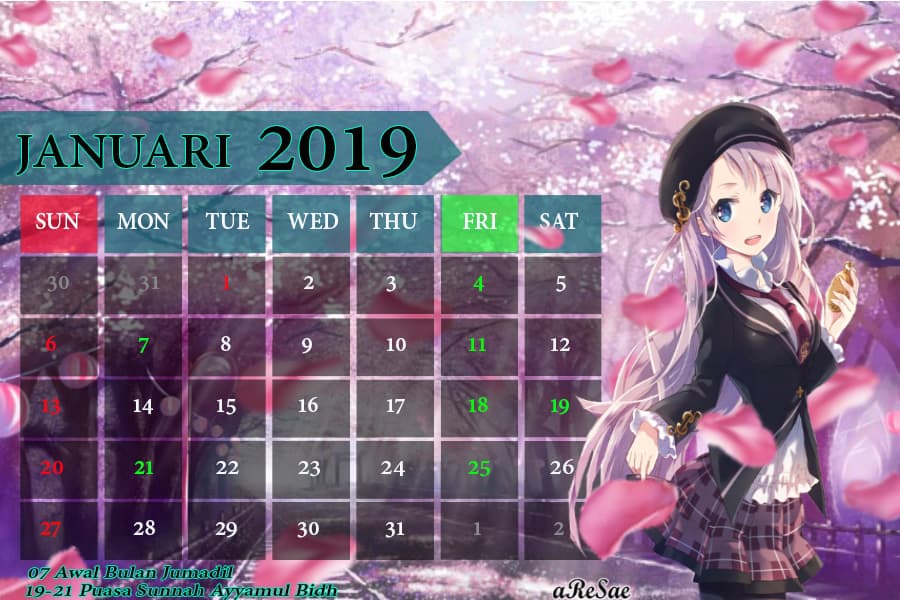 JANUARI 2019
SUN MON TUE WED THU FRI SAT
30 31 1 2 3 4 5
6 7 8 9 10 11 12
13 14 15 16 17 18 19
20 21 22 23 24 25 26
27 28 29 30 31 1 2
07 Awal Bulan Jumadil
19-21 Puasa Sunnah Ayyamul Bidh
aReSae